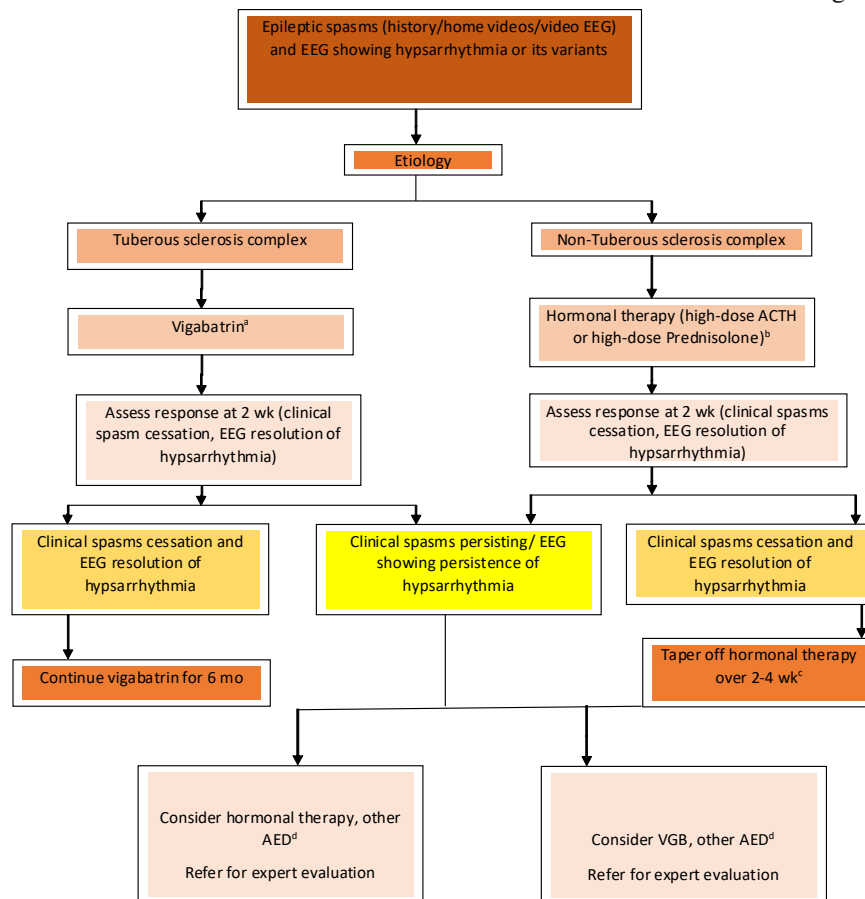 Epileptic spasms (history/home videos/video EEG)
and EEG showing hypsarrhythmia or its variants
Etiology
Tuberous sclerosis complex
Non-Tuberous sclerosis complex
Vigabatrinᵃ
Hormonal therapy (high-dose ACTH
or high-dose Prednisolone)ᵇ
Assess response at 2 wk (clinical
spasm cessation, EEG resolution of
hypsarrhythmia)
Assess response at 2 wk (clinical spasms
cessation, EEG resolution of
hypsarrhythmia)
Clinical spasms cessation and
EEG resolution of
hypsarrhythmia
Clinical spasms persisting/ EEG
showing persistence of
hypsarrhythmia
Clinical spasms cessation and
EEG resolution of
hypsarrhythmia
Continue vigabatrin for 6 mo
Taper off hormonal therapy
over 2-4 wkᶜ
Consider hormonal therapy, other
AEDᵈ
Refer for expert evaluation
Consider VGB, other AEDᵈ
Refer for expert evaluation